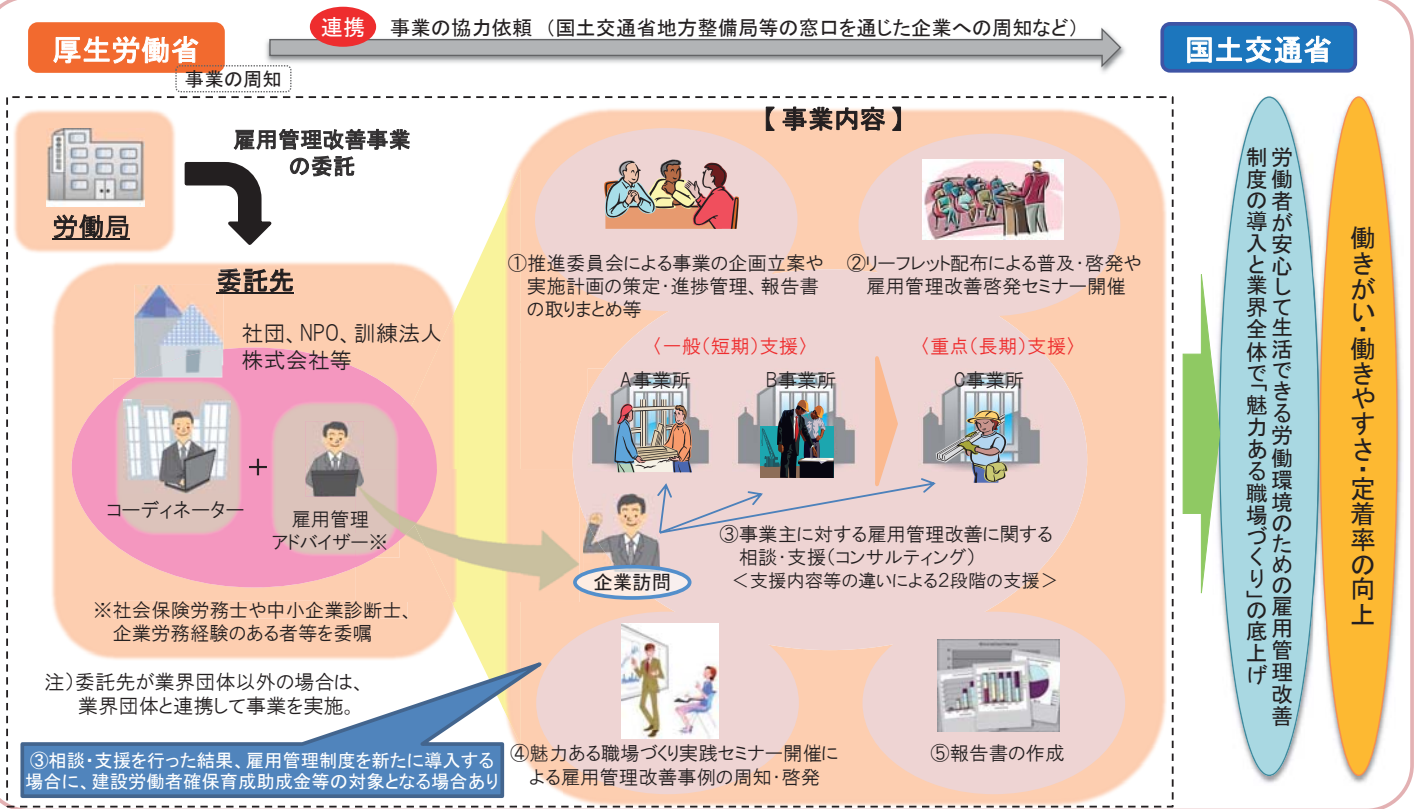 厚生労働省
連携 事業の協力依頼 （国土交通省地方整備局等の窓口を通じた企業への周知など）
国土交通省
事業の周知
労働局
雇用管理改善事業
の委託
委託先
社団、NPO、訓練法人
株式会社等
コーディネーター
＋
雇用管理
アドバイザー※
※社会保険労務士や中小企業診断士、
企業労務経験のある者等を委嘱
注）委託先が業界団体以外の場合は、
業界団体と連携して事業を実施。
③相談・支援を行った結果、雇用管理制度を新たに導入する
場合に、建設労働者確保育成助成金等の対象となる場合あり
【 事業内容 】
①推進委員会による事業の企画立案や
実施計画の策定・進捗管理、報告書
の取りまとめ等
②リーフレット配布による普及・啓発や
雇用管理改善啓発セミナー開催
〈一般（短期）支援〉
〈重点（長期）支援〉
A事業所
B事業所
C事業所
企業訪問
③事業主に対する雇用管理改善に関する
相談・支援（コンサルティング）
＜支援内容等の違いによる2段階の支援＞
④魅力ある職場づくり実践セミナー開催に
よる雇用管理改善事例の周知・啓発
⑤報告書の作成
労働者が安心して生活できる労働環境のための雇用管理改善
制度の導入と業界全体で「魅力ある職場づくり」の底上げ
働きがい・働きやすさ・定着率の向上